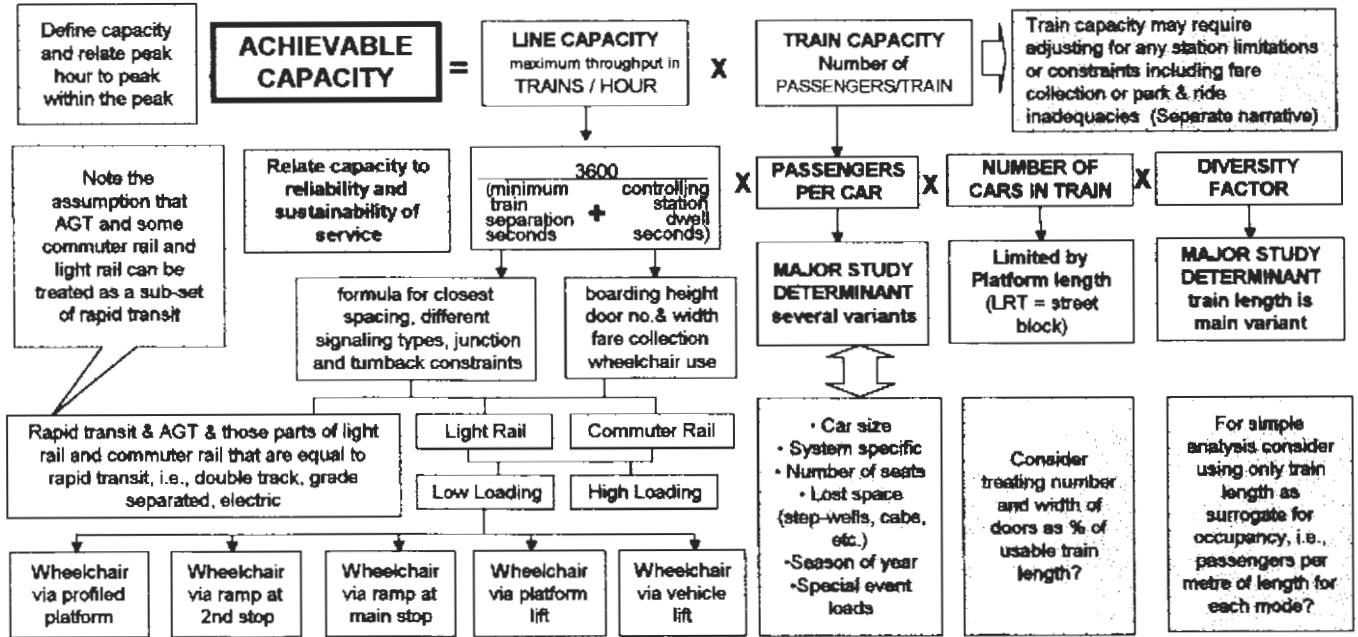 Define capacity
and relate peak
hour to peak
within the peak
ACHIEVABLE
CAPACITY
=
LINE CAPACITY
maximum throughput in
TRAINS / HOUR
X
TRAIN CAPACITY
Number of
PASSENGERS/TRAIN
Train capacity may require
adjusting for any station limitations
or constraints including fare
collection or park & ride
inadequacies (Separate narrative)
Note the
assumption that
AGT and some
commuter rail and
light rail can be
treated as a sub-set
of rapid transit
Relate capacity to
reliability and
sustainability of
service
3600
(minimum
train
separation
seconds
+
controlling
station
dwell
seconds)
X
PASSENGERS
PER CAR
X
NUMBER OF
CARS IN TRAIN
X
DIVERSITY
FACTOR
formula for closest
spacing, different
signaling types, junction
and turnback constraints
boarding height
door no.& width
fare collection
wheelchair use
MAJOR STUDY
DETERMINANT
several variants
Limited by
Platform length
(LRT = street
block)
MAJOR STUDY
DETERMINANT
train length is
main variant
Rapid transit & AGT & those parts of light
rail and commuter rail that are equal to
rapid transit, i.e., double track, grade
separated, electric
Light Rail
Commuter Rail
Low Loading
High Loading
• Car size
• System specific
• Number of seats
• Lost space
(step-wells, cabs,
etc.)
•Season of year
•Special event
loads
Consider
treating number
and width of
doors as % of
usable train
length?
For simple
analysis consider
using only train
length as
surrogate for
occupancy, i.e.,
passengers per
metre of length for
each mode?
Wheelchair
via profiled
platform
Wheelchair
via ramp at
2nd stop
Wheelchair
via ramp at
main stop
Wheelchair
via platform
lift
Wheelchair
via vehicle
lift